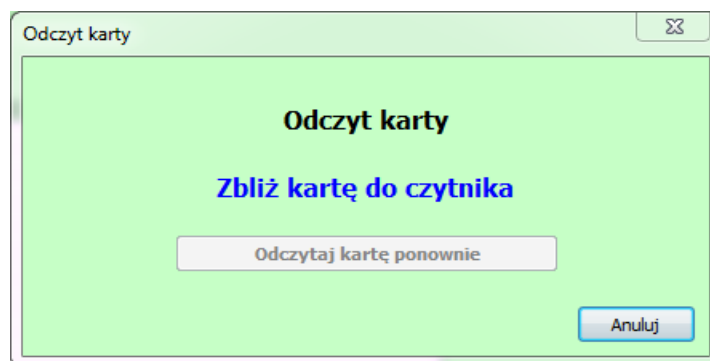 Odczyt karty
Odczyt karty
Zbliż kartę do czytnika
Odczytaj kartę ponownie
Anuluj